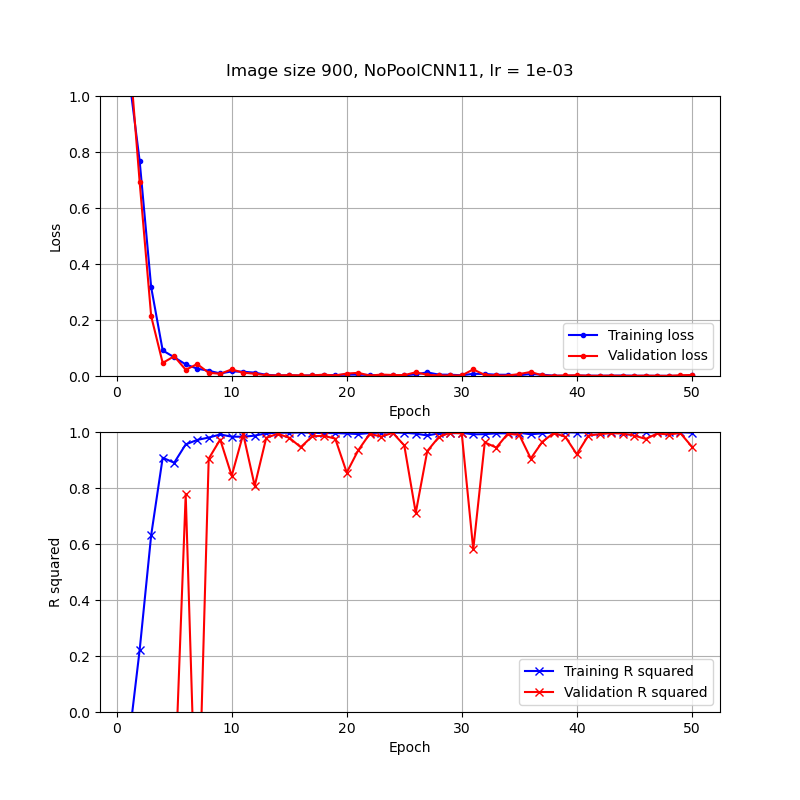 Image size 900, NoPoolCNN11, lr = 1e-03
1.0
0.8
0.6
0.4
0.2
0.0
Loss
Training loss
Validation loss
0 10 20 30 40 50
Epoch
1.0
0.8
0.6
0.4
0.2
0.0
R squared
Training R squared
Validation R squared
0 10 20 30 40 50
Epoch